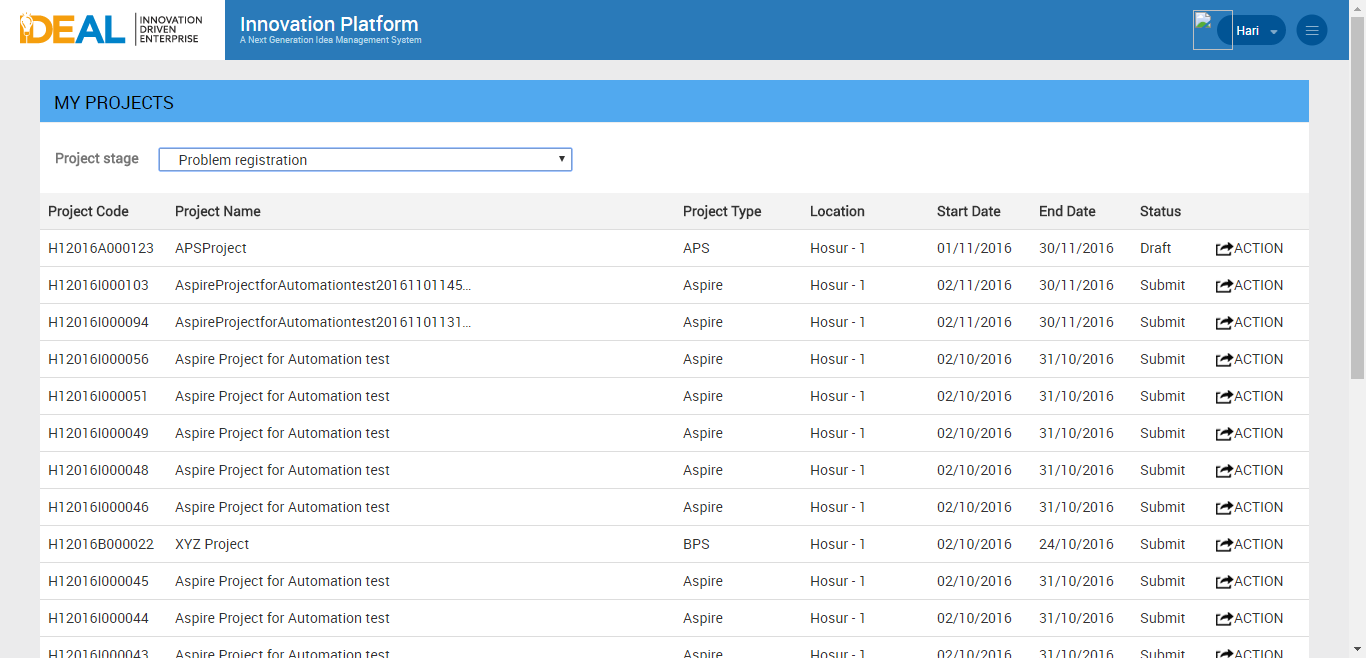 IDEAL INNOVATION DRIVEN ENTERPRISE
Innovation Platform
A Next Generation Idea Management System
Hari
MY PROJECTS
Project stage Problem registration
Project Code Project Name Project Type Location Start Date End Date Status
H12016A000123 APSProject APS Hosur - 1 01/11/2016 30/11/2016 Draft ACTION
H12016I000103 AspireProjectforAutomationtest20161101145... Aspire Hosur - 1 02/11/2016 30/11/2016 Submit ACTION
H12016I000094 AspireProjectforAutomationtest20161101131... Aspire Hosur - 1 02/11/2016 30/11/2016 Submit ACTION
H12016I000056 Aspire Project for Automation test Aspire Hosur - 1 02/10/2016 31/10/2016 Submit ACTION
H12016I000051 Aspire Project for Automation test Aspire Hosur - 1 02/10/2016 31/10/2016 Submit ACTION
H12016I000049 Aspire Project for Automation test Aspire Hosur - 1 02/10/2016 31/10/2016 Submit ACTION
H12016I000048 Aspire Project for Automation test Aspire Hosur - 1 02/10/2016 31/10/2016 Submit ACTION
H12016I000046 Aspire Project for Automation test Aspire Hosur - 1 02/10/2016 31/10/2016 Submit ACTION
H12016B000022 XYZ Project BPS Hosur - 1 02/10/2016 24/10/2016 Submit ACTION
H12016I000045 Aspire Project for Automation test Aspire Hosur - 1 02/10/2016 31/10/2016 Submit ACTION
H12016I000044 Aspire Project for Automation test Aspire Hosur - 1 02/10/2016 31/10/2016 Submit ACTION
H12016I000043 Aspire Project for Automation test Aspire Hosur - 1 02/10/2016 31/10/2016 Submit ACTION